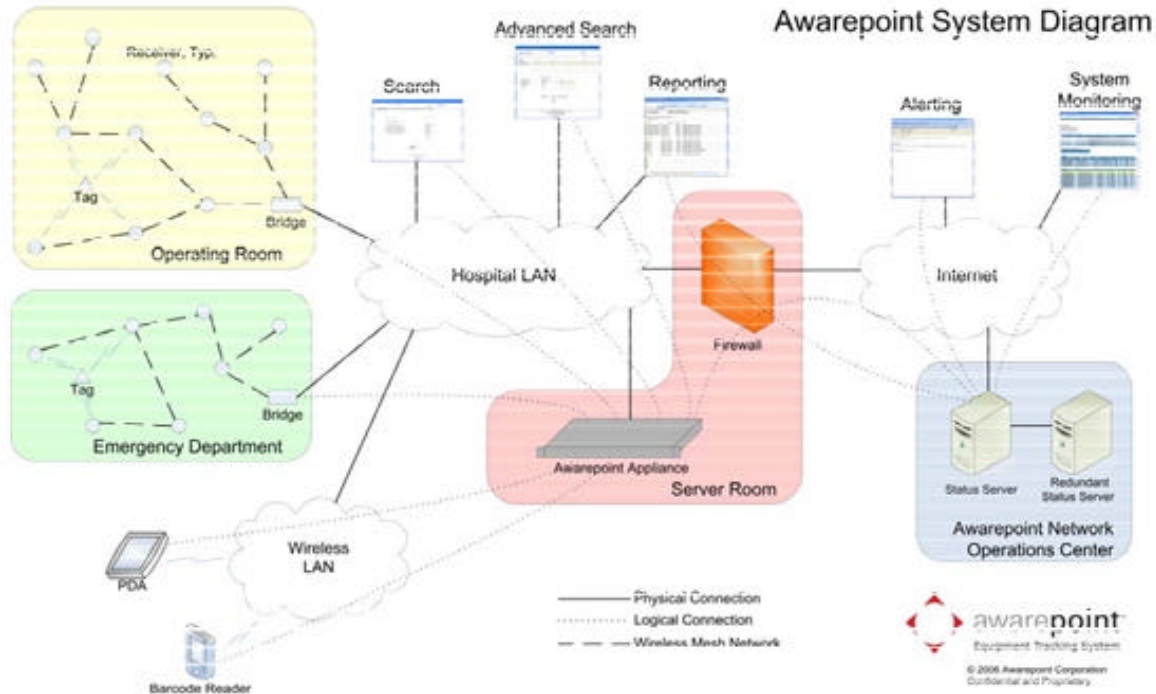 Awarepoint System Diagram
Advanced Search
Receiver, Typ.
Search
Reporting
Alerting
System
Monitoring
Tag
Bridge
Operating Room
Hospital LAN
Internet
Firewall
Tag
Bridge
Emergency Department
Awarepoint Appliance
Server Room
Status Server
Redundant
Status Server
Awarepoint Network
Operations Center
Wireless
LAN
PDA
Barcode Reader
Physical Connection
Logical Connection
Wireless Mesh Network
awarepoint
Equipment Tracking System
© 2006 Awarepoint Corporation
Confidential and Proprietary